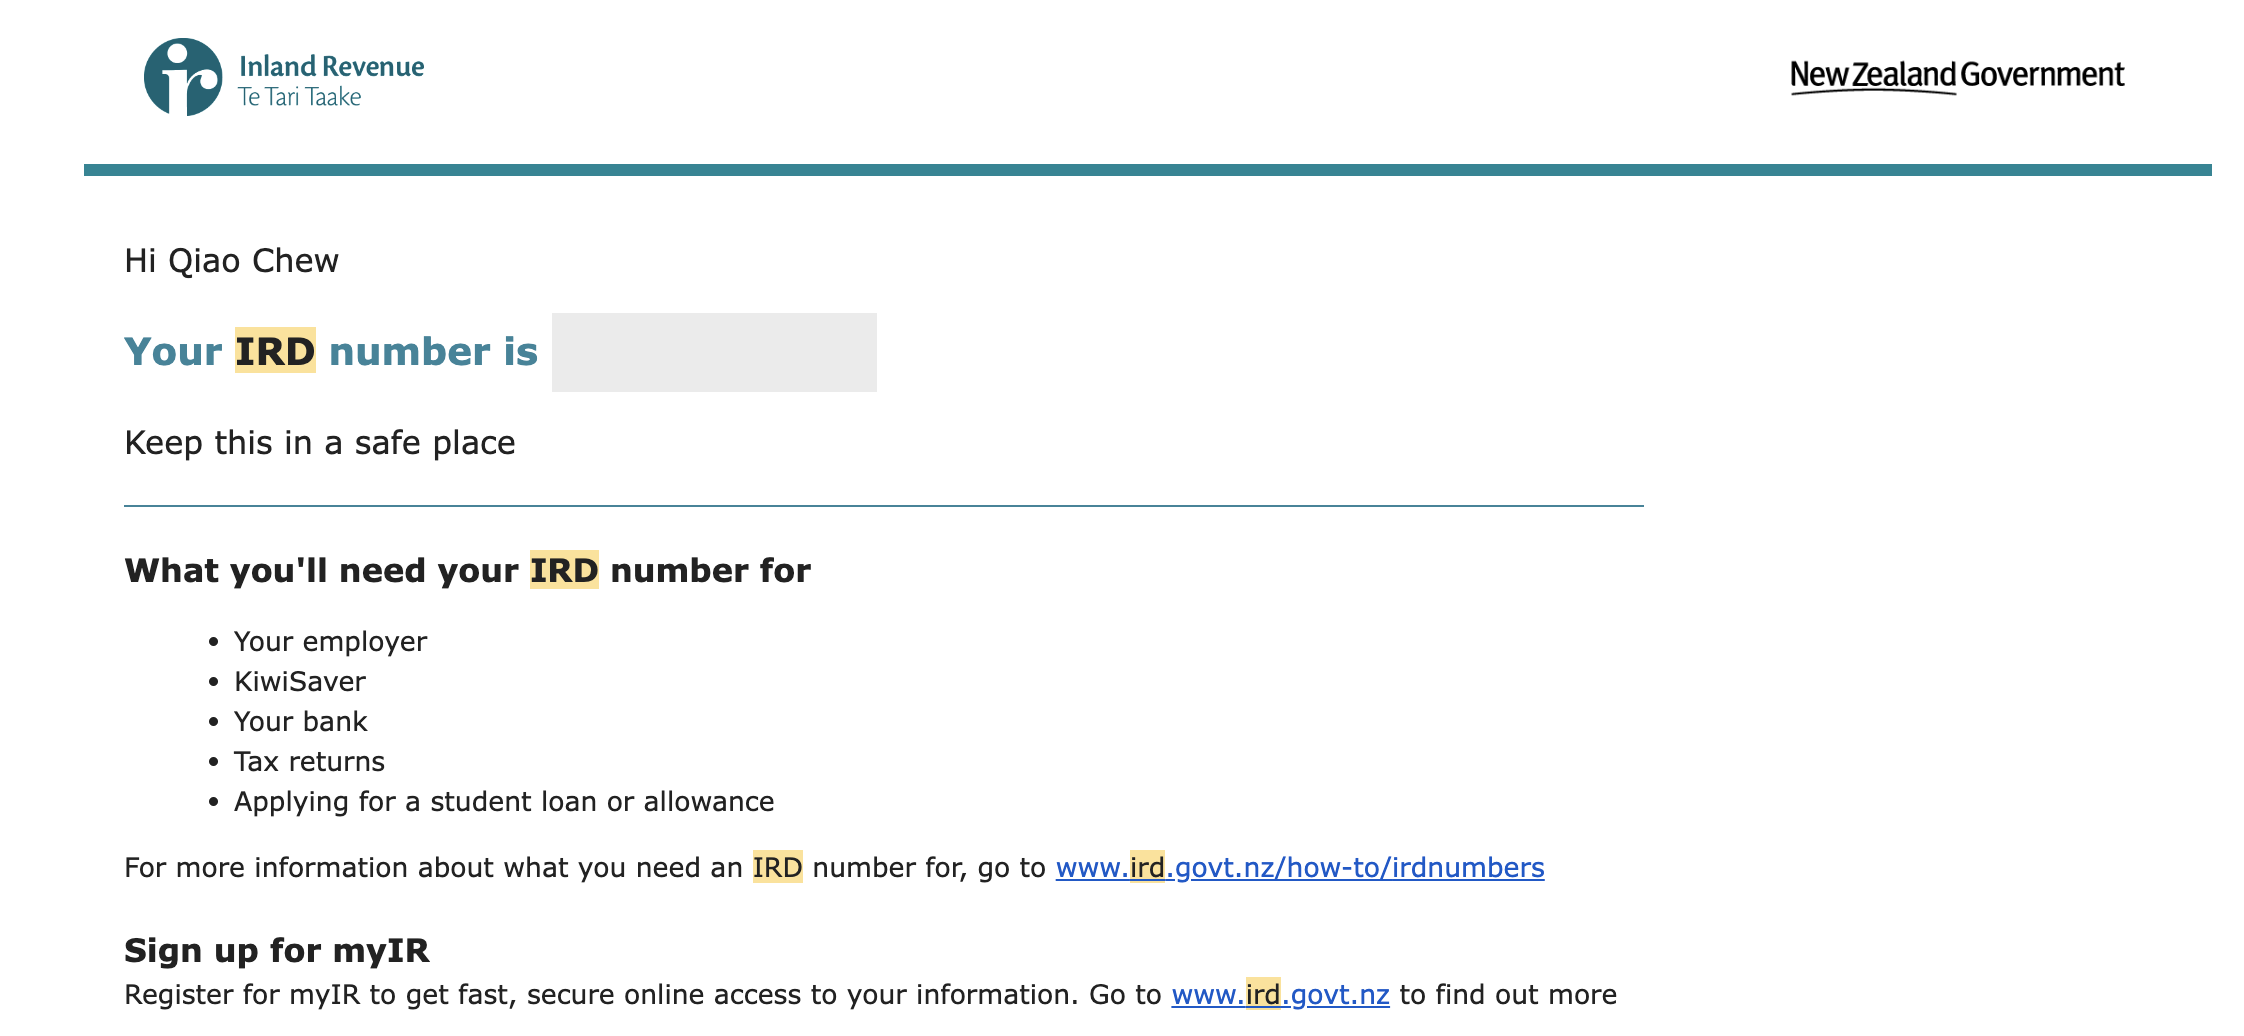 Inland Revenue
Te Tari Taake
New Zealand Government
Hi Qiao Chew
Your IRD number is
Keep this in a safe place
What you'll need your IRD number for
• Your employer
• KiwiSaver
• Your bank
• Tax returns
• Applying for a student loan or allowance
For more information about what you need an IRD number for, go to www.ird.govt.nz/how-to/irdnumbers
Sign up for myIR
Register for myIR to get fast, secure online access to your information. Go to www.ird.govt.nz to find out more